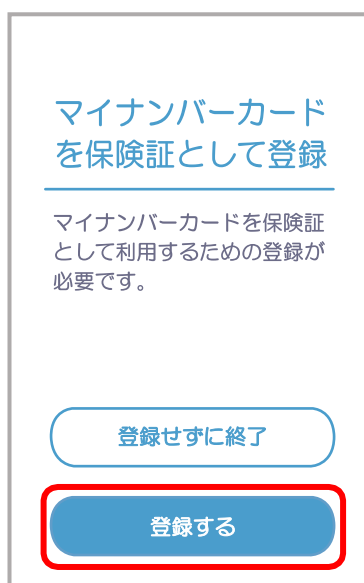 マイナンバーカード
を保険証として登録
マイナンバーカードを保険証
として利用するための登録が
必要です。
登録せずに終了
登録する